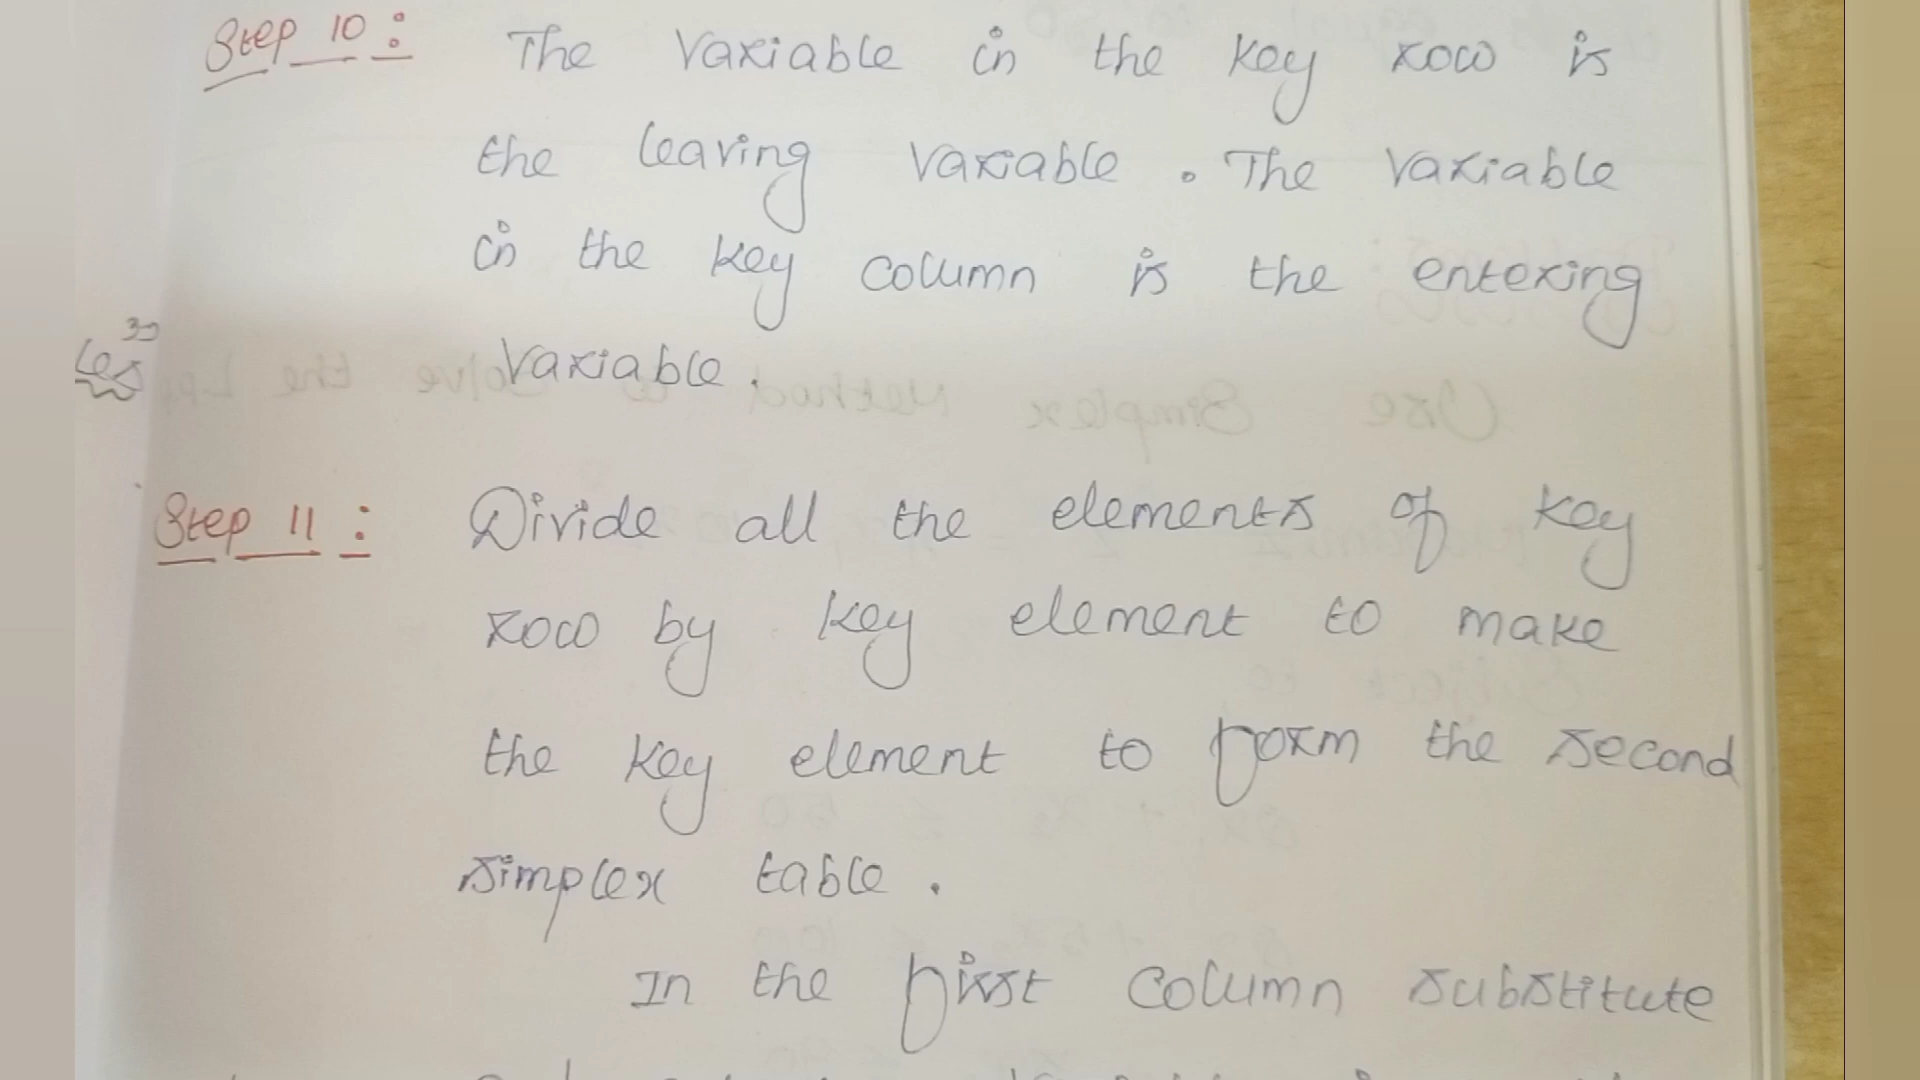 Step 10: The variable in the key row is
the leaving variable. The variable
in the key column is the entering
variable.
Step 11: Divide all the elements of key
row by key element to make
the key element to form the second
simplex table.
In the first column substitute